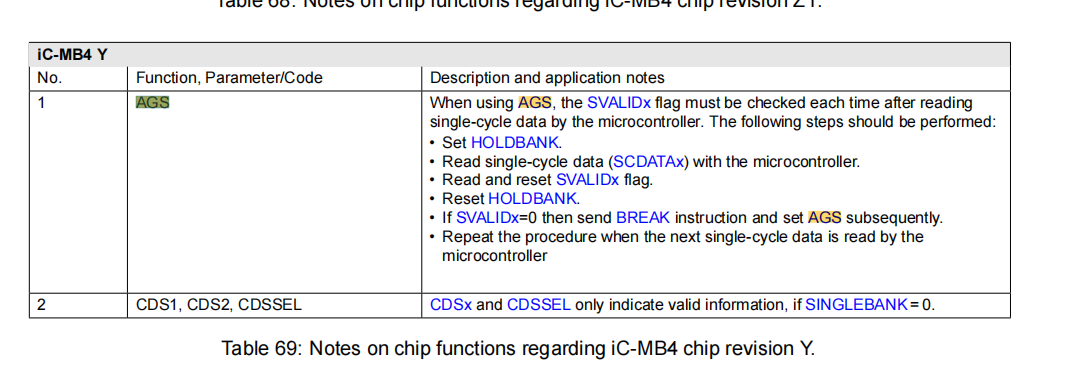 Table 68: Notes on chip functions regarding iC-MB4 chip revision Z1.
iC-MB4 Y
No. Function, Parameter/Code Description and application notes
1 AGS When using AGS, the SVALIDx flag must be checked each time after reading
single-cycle data by the microcontroller. The following steps should be performed:
• Set HOLDBANK.
• Read single-cycle data (SCDATAx) with the microcontroller.
• Read and reset SVALIDx flag.
• Reset HOLDBANK.
• If SVALIDx=0 then send BREAK instruction and set AGS subsequently.
• Repeat the procedure when the next single-cycle data is read by the
microcontroller
2 CDS1, CDS2, CDSSEL CDSx and CDSSEL only indicate valid information, if SINGLEBANK = 0.
Table 69: Notes on chip functions regarding iC-MB4 chip revision Y.